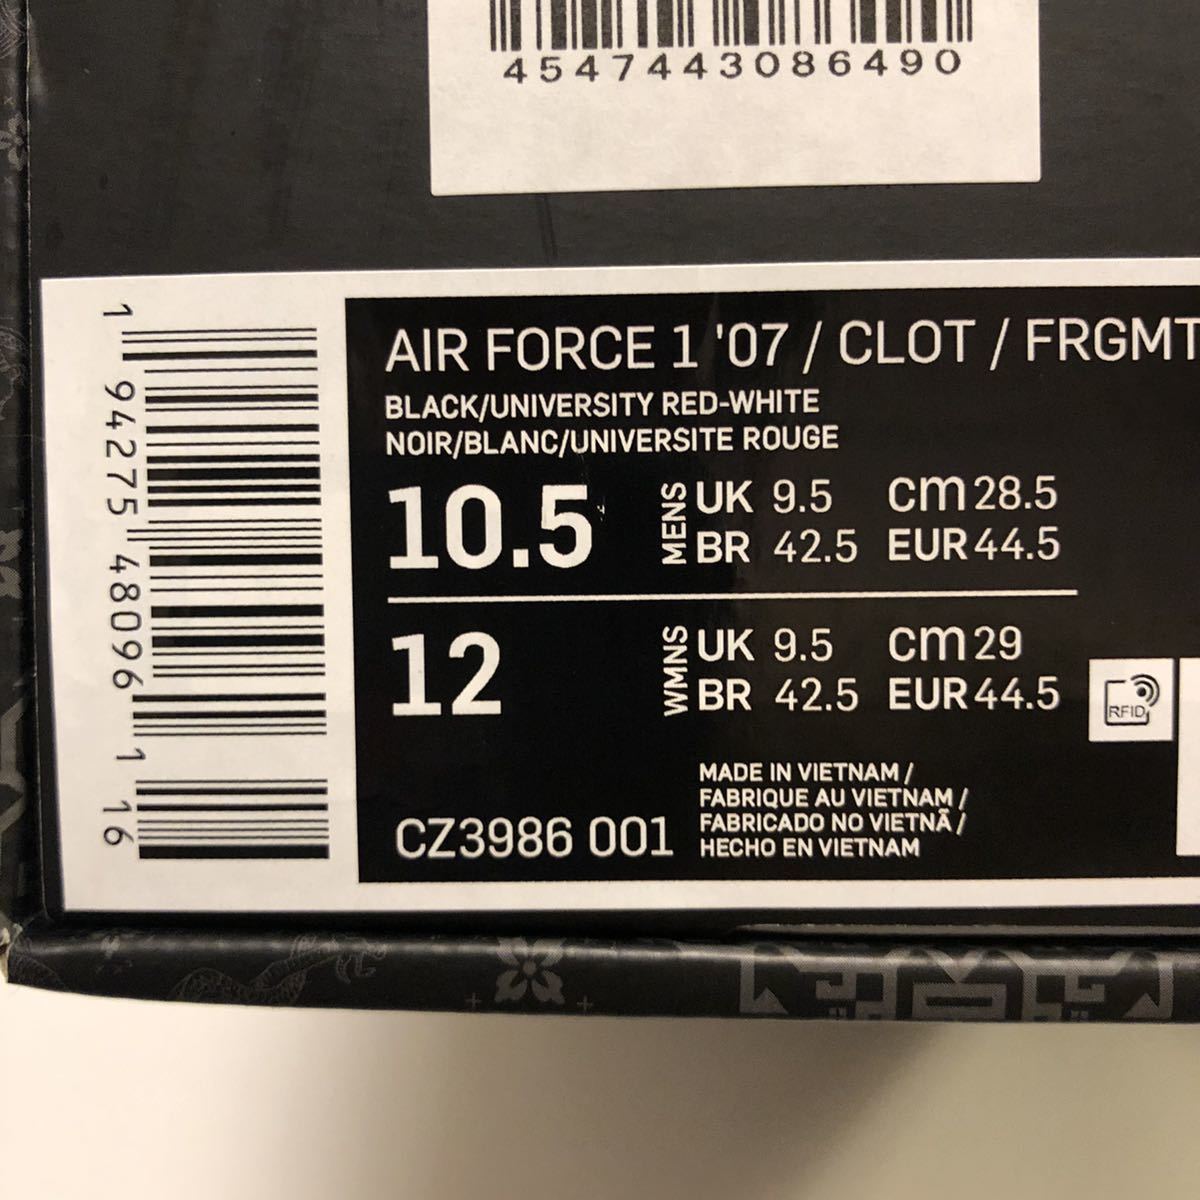 4547443086490
AIR FORCE 1 '07 / CLOT / FRGMT
BLACK/UNIVERSITY RED-WHITE
NOIR/BLANC/UNIVERSITE ROUGE
10.5 MENS UK 9.5 cm 28.5
BR 42.5 EUR 44.5
12 WMNS UK 9.5 cm 29
BR 42.5 EUR 44.5
RFID
MADE IN VIETNAM /
FABRIQUE AU VIETNAM /
FABRICADO NO VIETNÃ /
HECHO EN VIETNAM
CZ3986 001
1 94275 48096 1 16